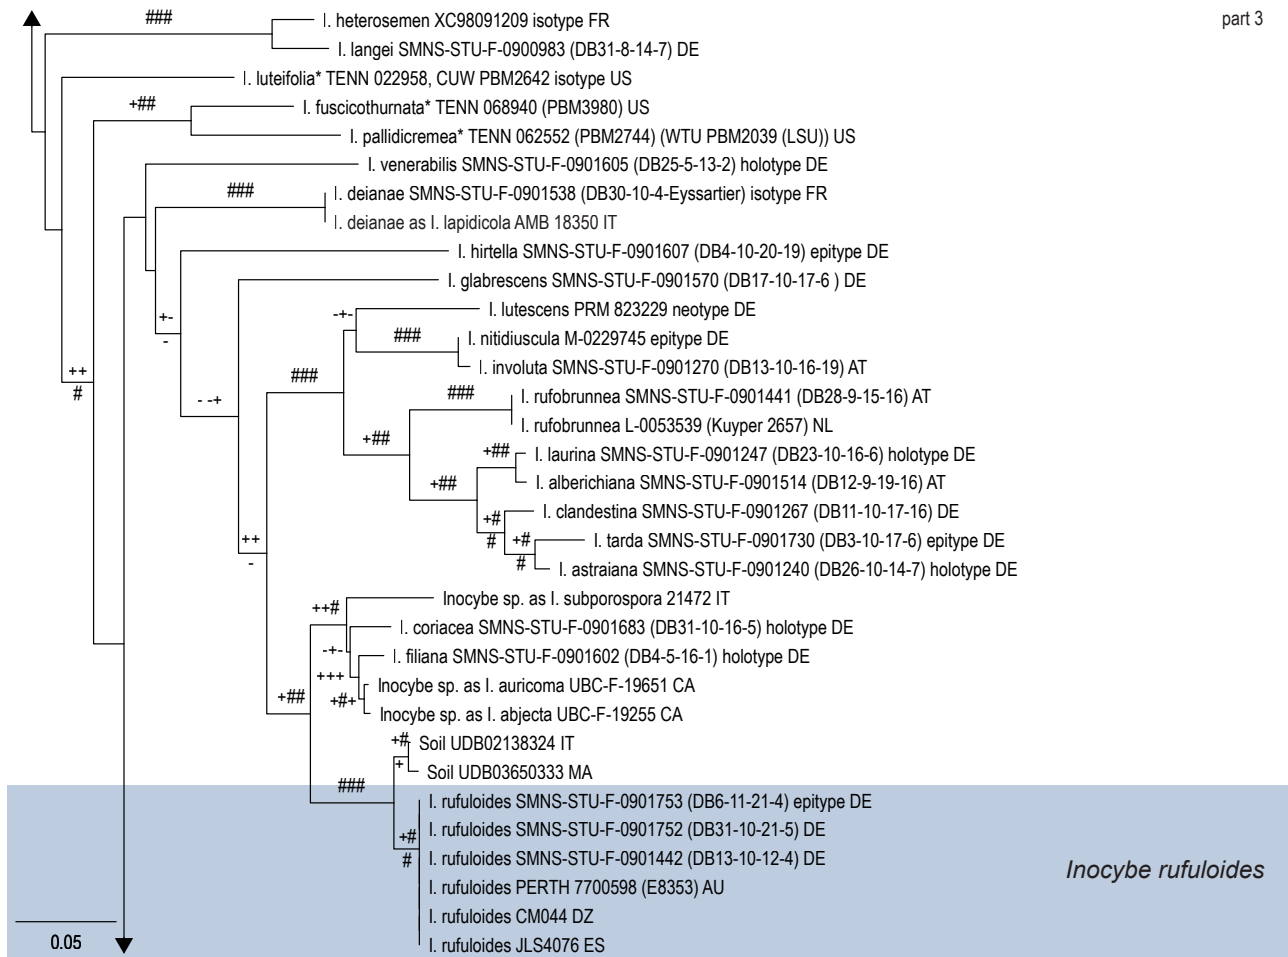 part 3
###
I. heterosemen XC98091209 isotype FR
I. langei SMNS-STU-F-0900983 (DB31-8-14-7) DE
I. luteifolia* TENN 022958, CUW PBM2642 isotype US
+##
I. fuscicothurnata* TENN 068940 (PBM3980) US
I. pallidicremea* TENN 062552 (PBM2744) (WTU PBM2039 (LSU)) US
I. venerabilis SMNS-STU-F-0901605 (DB25-5-13-2) holotype DE
###
I. deianae SMNS-STU-F-0901538 (DB30-10-4-Eyssartier) isotype FR
I. deianae as I. lapidicola AMB 18350 IT
I. hirtella SMNS-STU-F-0901607 (DB4-10-20-19) epitype DE
I. glabrescens SMNS-STU-F-0901570 (DB17-10-17-6 ) DE
-+-
I. lutescens PRM 823229 neotype DE
+-
-
###
I. nitidiuscula M-0229745 epitype DE
I. involuta SMNS-STU-F-0901270 (DB13-10-16-19) AT
++
#
###
###
I. rufobrunnea SMNS-STU-F-0901441 (DB28-9-15-16) AT
- -+
I. rufobrunnea L-0053539 (Kuyper 2657) NL
+##
+##
I. laurina SMNS-STU-F-0901247 (DB23-10-16-6) holotype DE
+##
I. alberichiana SMNS-STU-F-0901514 (DB12-9-19-16) AT
I. clandestina SMNS-STU-F-0901267 (DB11-10-17-16) DE
+#
#
++
-
+#
#
I. tarda SMNS-STU-F-0901730 (DB3-10-17-6) epitype DE
I. astraiana SMNS-STU-F-0901240 (DB26-10-14-7) holotype DE
Inocybe sp. as I. subporospora 21472 IT
++#
I. coriacea SMNS-STU-F-0901683 (DB31-10-16-5) holotype DE
-+-
I. filiana SMNS-STU-F-0901602 (DB4-5-16-1) holotype DE
+++
Inocybe sp. as I. auricoma UBC-F-19651 CA
+##
+#+
Inocybe sp. as I. abjecta UBC-F-19255 CA
+#
+
Soil UDB02138324 IT
Soil UDB03650333 MA
###
I. rufuloides SMNS-STU-F-0901753 (DB6-11-21-4) epitype DE
+#
#
I. rufuloides SMNS-STU-F-0901752 (DB31-10-21-5) DE
I. rufuloides SMNS-STU-F-0901442 (DB13-10-12-4) DE
Inocybe rufuloides
I. rufuloides PERTH 7700598 (E8353) AU
I. rufuloides CM044 DZ
I. rufuloides JLS4076 ES
0.05